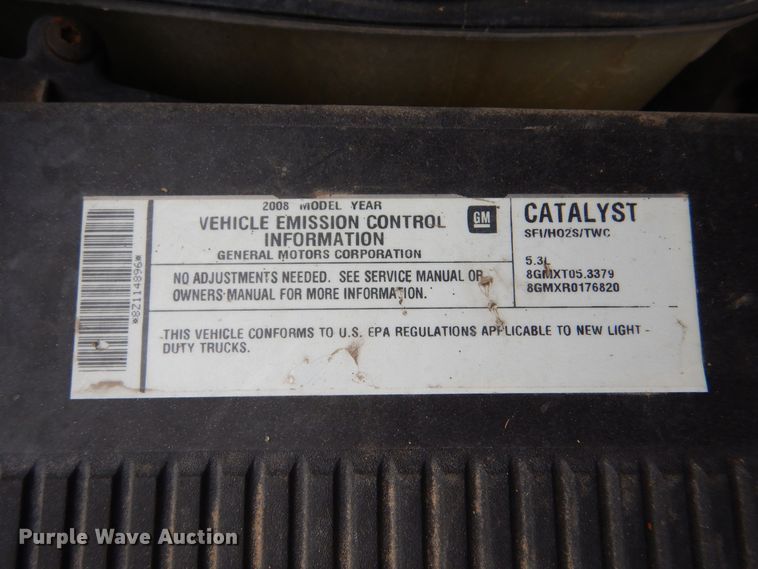 2008 MODEL YEAR
VEHICLE EMISSION CONTROL
INFORMATION
GENERAL MOTORS CORPORATION
GM
CATALYST
SFI/HO2S/TWC
5.3L
8GMXT05.3379
8GMXR0176820
NO ADJUSTMENTS NEEDED. SEE SERVICE MANUAL OR
OWNERS MANUAL FOR MORE INFORMATION.
THIS VEHICLE CONFORMS TO U.S. EPA REGULATIONS APPLICABLE TO NEW LIGHT-
DUTY TRUCKS.
*8Z114896*
Purple Wave Auction